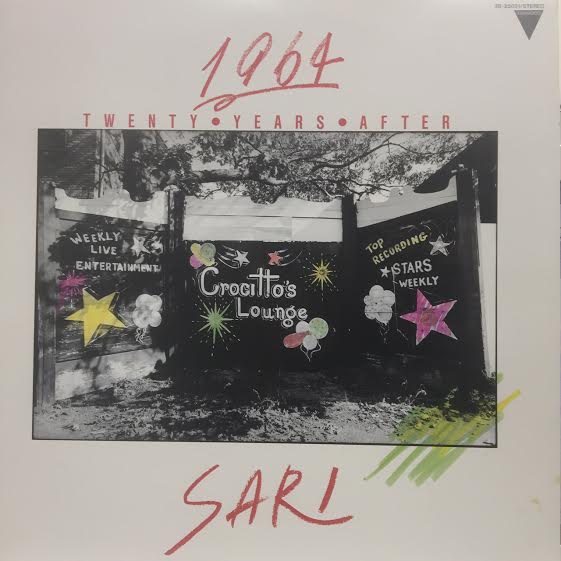 1964
TWENTY•YEARS•AFTER
WEEKLY
LIVE
ENTERTAINMENT
Crocitto's
Lounge
TOP
RECORDING
STARS
WEEKLY
SARI